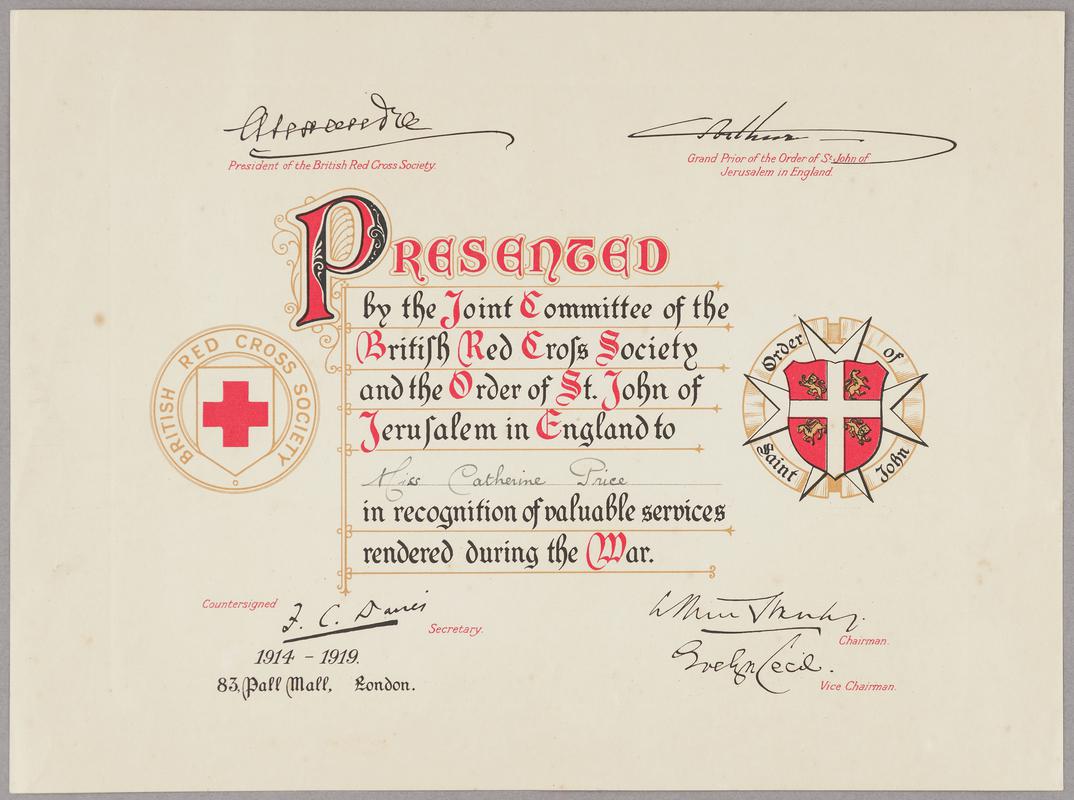 Alexandra
President of the British Red Cross Society.
Arthur
Grand Prior of the Order of St. John of
Jerusalem in England.
PRESENTED
by the Joint Committee of the
British Red Cross Society
and the Order of St. John of
Jerusalem in England to
Miss Catherine Price
in recognition of valuable services
rendered during the War.
BRITISH RED CROSS SOCIETY
Order of Saint John
Countersigned
F. C. Davies
Secretary.
1914 - 1919.
83, Pall Mall, London.
Arthur Stanley.
Chairman.
Evelyn Cecil.
Vice Chairman.